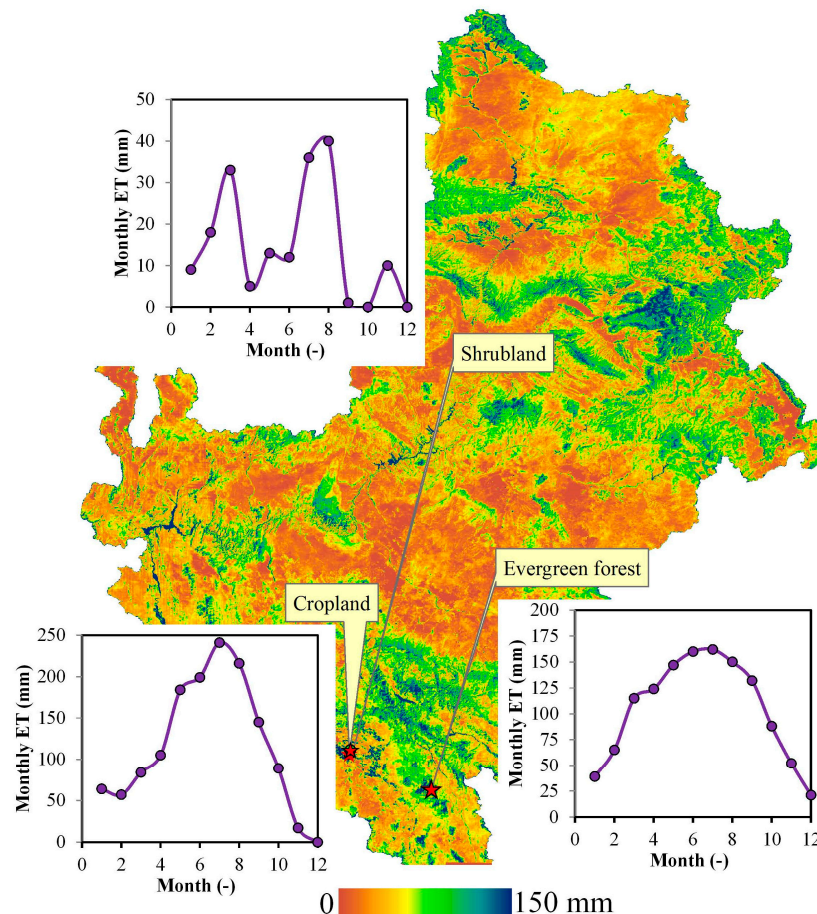 50
40
30
20
10
0
Monthly ET (mm)
0 2 4 6 8 10 12
Month (-)
Shrubland
Evergreen forest
Cropland
250
200
150
100
50
0
Monthly ET (mm)
0 2 4 6 8 10 12
Month (-)
200
175
150
125
100
75
50
25
0
Monthly ET (mm)
0 2 4 6 8 10 12
Month (-)
0 150 mm